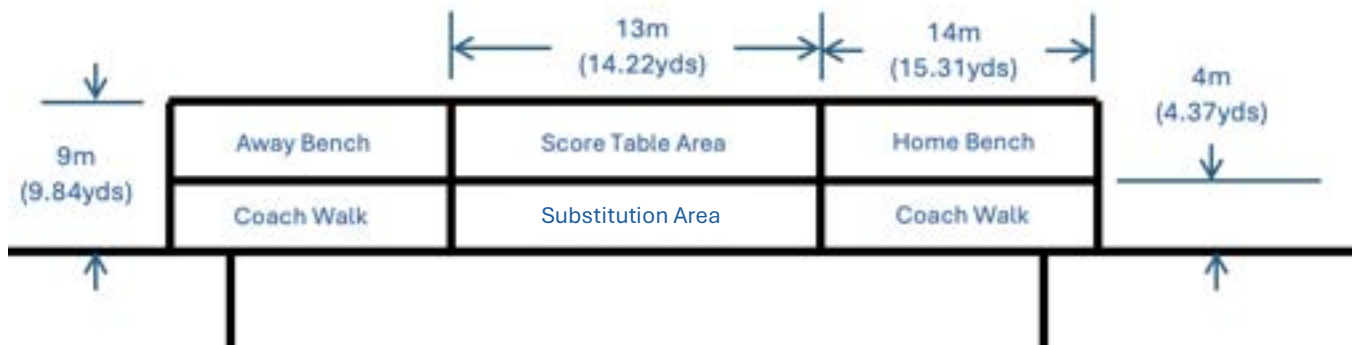 13m
(14.22yds)
14m
(15.31yds)
4m
(4.37yds)
9m
(9.84yds)
Away Bench
Score Table Area
Home Bench
Coach Walk
Substitution Area
Coach Walk